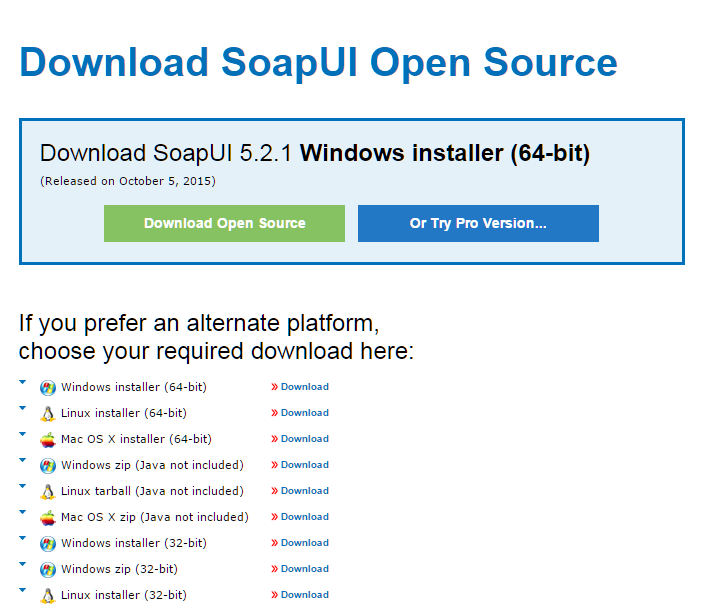 Download SoapUI Open Source
Download SoapUI 5.2.1 Windows installer (64-bit)
(Released on October 5, 2015)
Download Open Source Or Try Pro Version...
If you prefer an alternate platform,
choose your required download here:
Windows installer (64-bit) » Download
Linux installer (64-bit) » Download
Mac OS X installer (64-bit) » Download
Windows zip (Java not included) » Download
Linux tarball (Java not included) » Download
Mac OS X zip (Java not included) » Download
Windows installer (32-bit) » Download
Windows zip (32-bit) » Download
Linux installer (32-bit) » Download